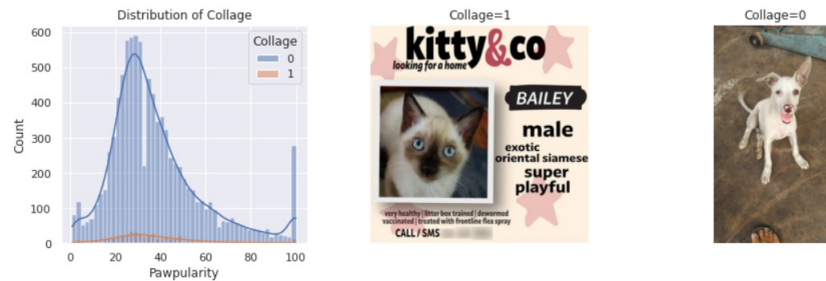 Distribution of Collage
600
500
400
300
200
100
0
Count
0 20 40 60 80 100
Pawpularity
Collage
0
1
Collage=1
kitty&co
looking for a home
BAILEY
male
exotic
oriental siamese
super
playful
very healthy | litter box trained | dewormed
vaccinated | treated with frontline flea spray
CALL / SMS
Collage=0